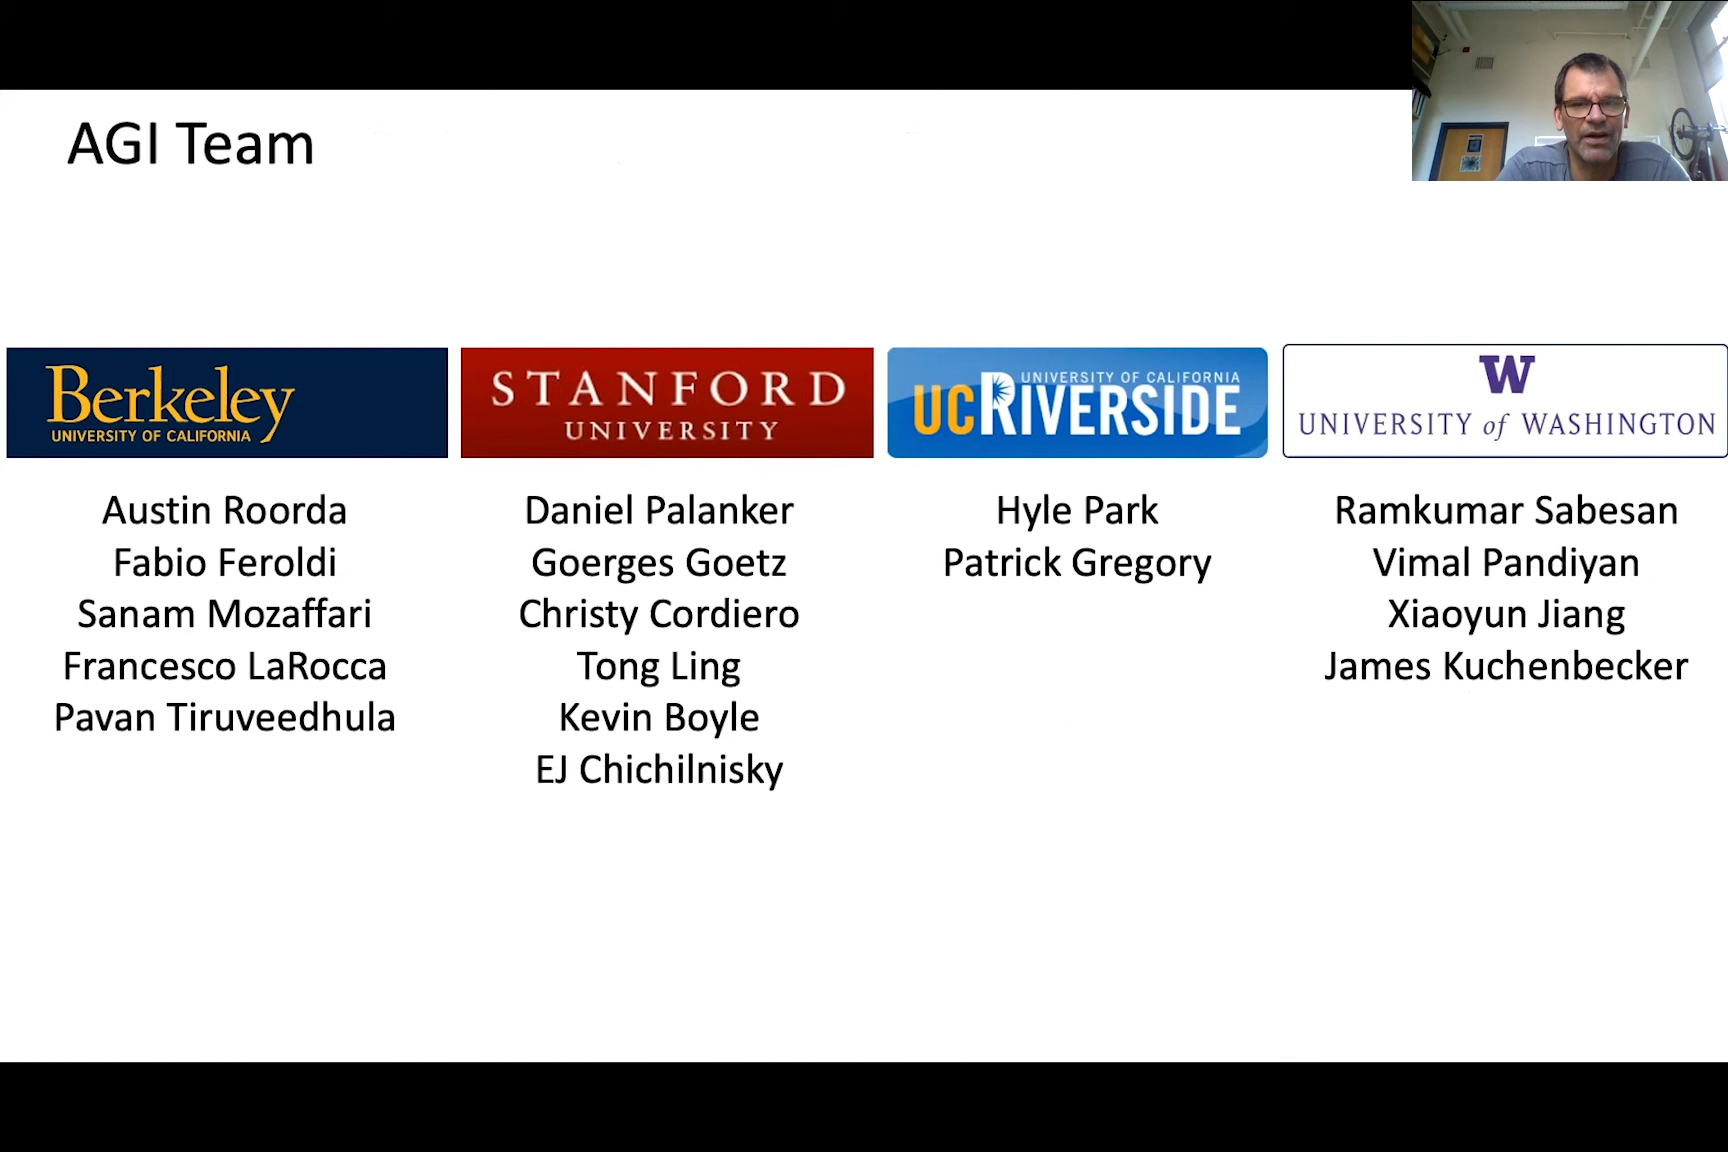 AGI Team
Berkeley
UNIVERSITY OF CALIFORNIA
Austin Roorda
Fabio Feroldi
Sanam Mozaffari
Francesco LaRocca
Pavan Tiruveedhula
STANFORD
UNIVERSITY
Daniel Palanker
Goerges Goetz
Christy Cordiero
Tong Ling
Kevin Boyle
EJ Chichilnisky
UNIVERSITY OF CALIFORNIA
UCRIVERSIDE
Hyle Park
Patrick Gregory
W
UNIVERSITY of WASHINGTON
Ramkumar Sabesan
Vimal Pandiyan
Xiaoyun Jiang
James Kuchenbecker